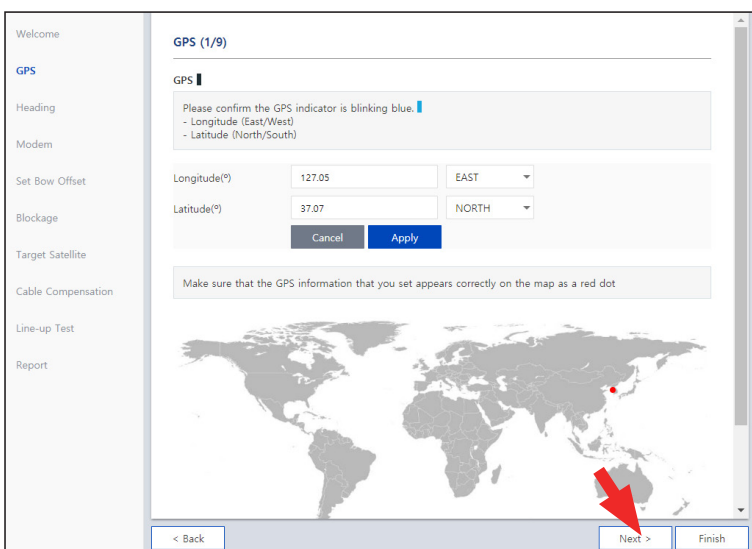 Welcome
GPS
Heading
Modem
Set Bow Offset
Blockage
Target Satellite
Cable Compensation
Line-up Test
Report
GPS (1/9)
GPS
Please confirm the GPS indicator is blinking blue.
- Longitude (East/West)
- Latitude (North/South)
Longitude(º) 127.05 EAST
Latitude(º) 37.07 NORTH
Cancel Apply
Make sure that the GPS information that you set appears correctly on the map as a red dot
< Back Next > Finish